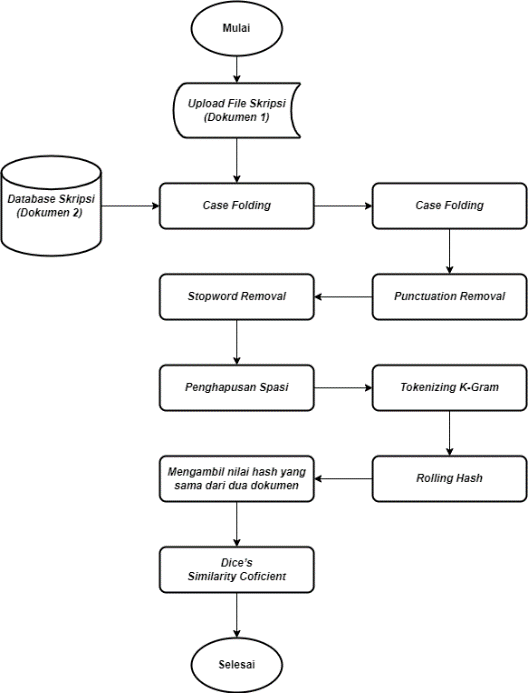 Mulai
Upload File Skripsi
(Dokumen 1)
Database Skripsi
(Dokumen 2)
Case Folding
Case Folding
Stopword Removal
Punctuation Removal
Penghapusan Spasi
Tokenizing K-Gram
Mengambil nilai hash yang
sama dari dua dokumen
Rolling Hash
Dice's
Similarity Coficient
Selesai